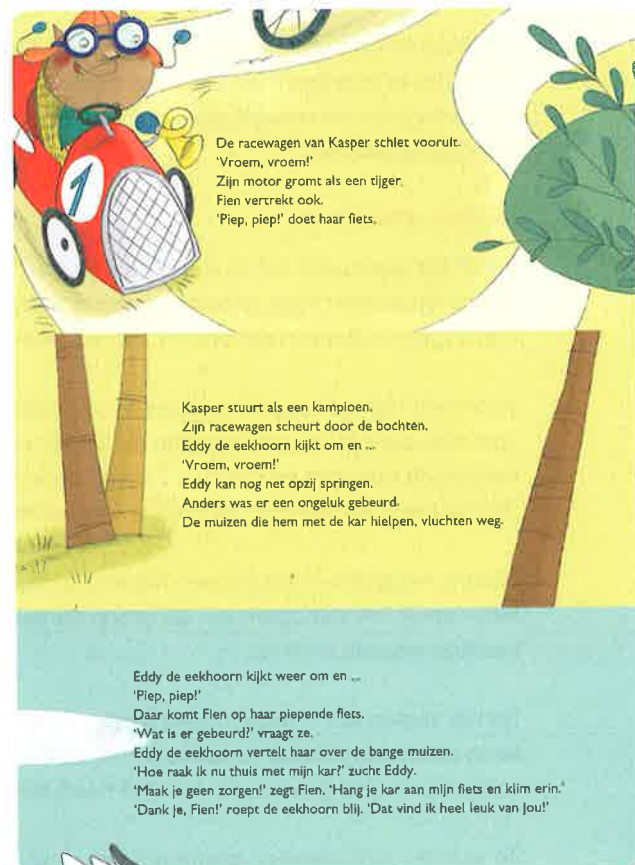 1
De racewagen van Kasper schiet vooruit.
'Vroem, vroem!'
Zijn motor gromt als een tijger.
Fien vertrekt ook.
'Piep, piep!' doet haar fiets.
Kasper stuurt als een kampioen.
Zijn racewagen scheurt door de bochten.
Eddy de eekhoorn kijkt om en ...
'Vroem, vroem!'
Eddy kan nog net opzij springen.
Anders was er een ongeluk gebeurd.
De muizen die hem met de kar hielpen, vluchten weg.
Eddy de eekhoorn kijkt weer om en ...
'Piep, piep!'
Daar komt Fien op haar piepende fiets.
'Wat is er gebeurd?' vraagt ze.
Eddy de eekhoorn vertelt haar over de bange muizen.
'Hoe raak ik nu thuis met mijn kar?' zucht Eddy.
'Maak je geen zorgen!' zegt Fien. 'Hang je kar aan mijn fiets en klim erin.'
'Dank je, Fien!' roept de eekhoorn blij. 'Dat vind ik heel leuk van jou!'